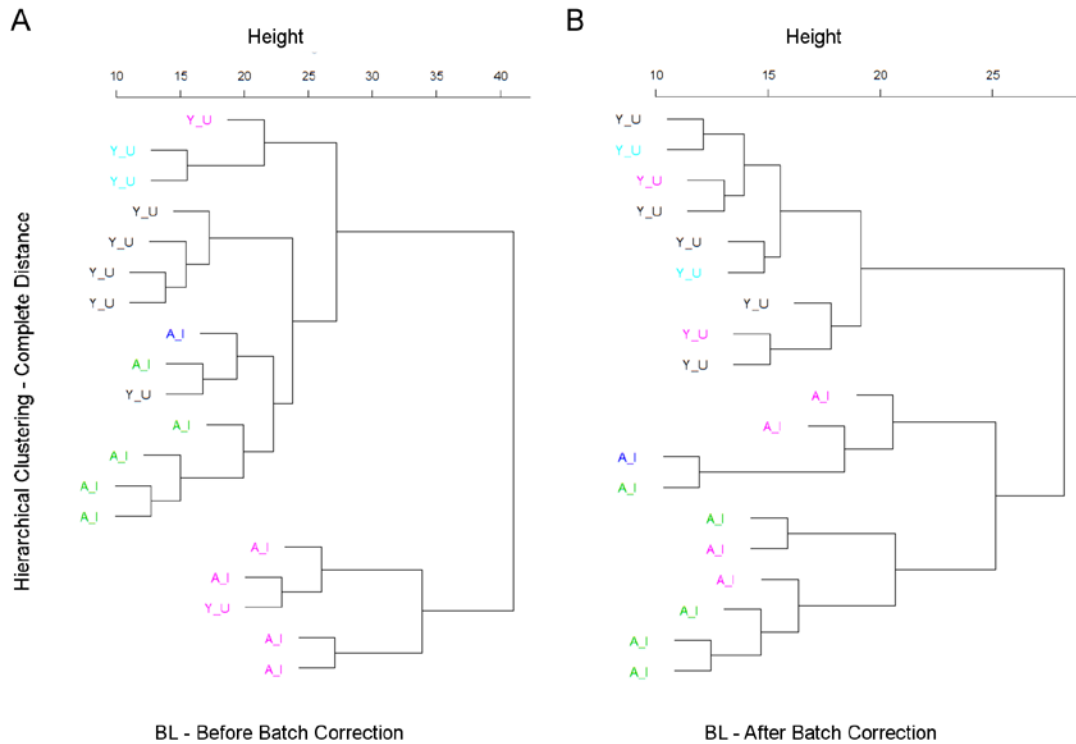 A
Height
10 15 20 25 30 35 40
Hierarchical Clustering - Complete Distance
Y_U
Y_U
Y_U
Y_U
Y_U
Y_U
Y_U
A_I
A_I
Y_U
A_I
A_I
A_I
A_I
A_I
A_I
Y_U
A_I
A_I
BL - Before Batch Correction
B
Height
10 15 20 25
Y_U
Y_U
Y_U
Y_U
Y_U
Y_U
Y_U
Y_U
Y_U
A_I
A_I
A_I
A_I
A_I
A_I
A_I
A_I
A_I
A_I
BL - After Batch Correction